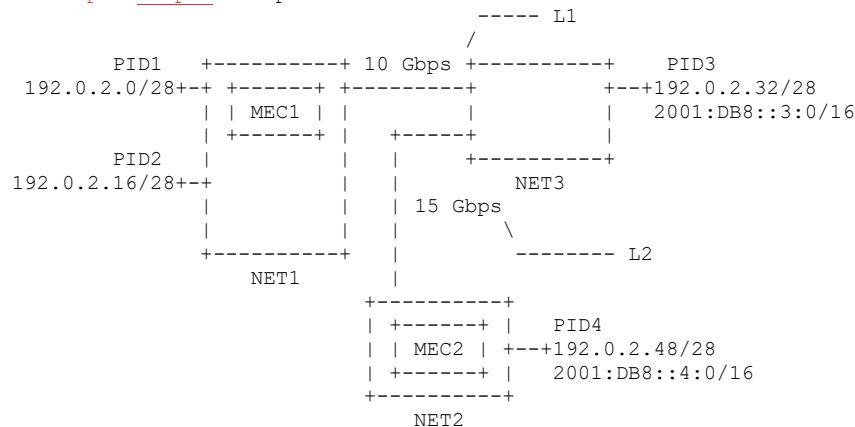 ----- L1
/
PID1 +----------+ 10 Gbps +----------+ PID3
192.0.2.0/28+-+ +------+ +---------+ +--+192.0.2.32/28
| | MEC1 | | | | 2001:DB8::3:0/16
| +------+ | +-----+ |
PID2 | | | +----------+
192.0.2.16/28+-+ | | NET3
| | | 15 Gbps
| | | \
+----------+ | -------- L2
NET1 |
+----------+
| +------+ | PID4
| | MEC2 | +--+192.0.2.48/28
| +------+ | 2001:DB8::4:0/16
+----------+
NET2